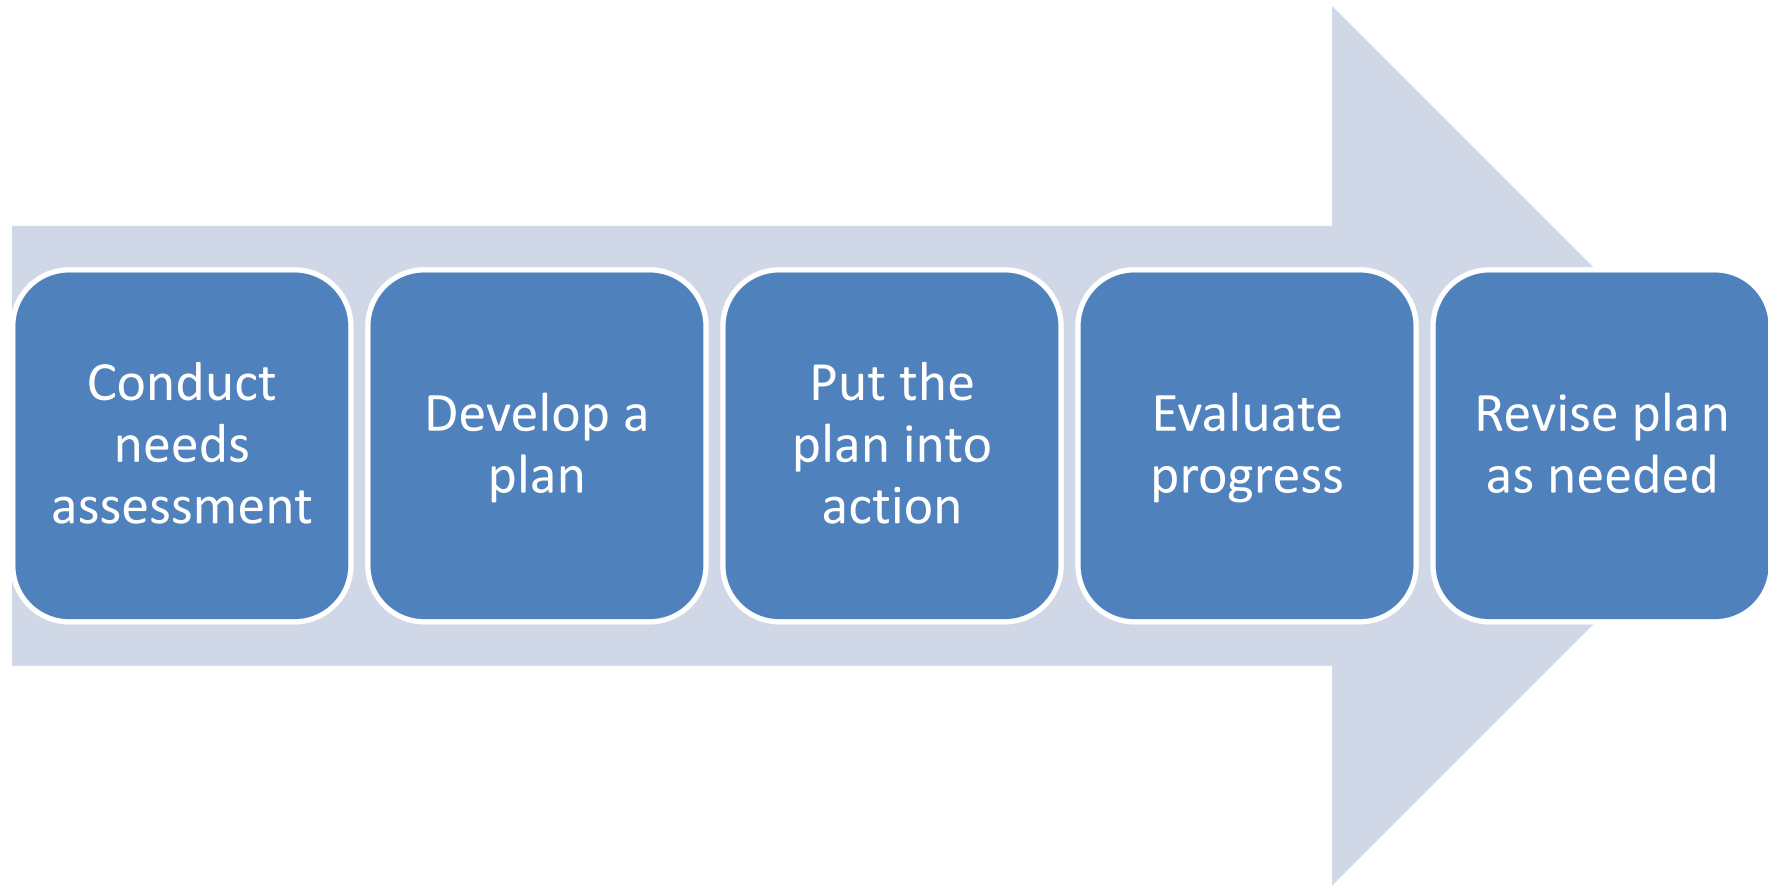 Conduct
needs
assessment
Develop a
plan
Put the
plan into
action
Evaluate
progress
Revise plan
as needed